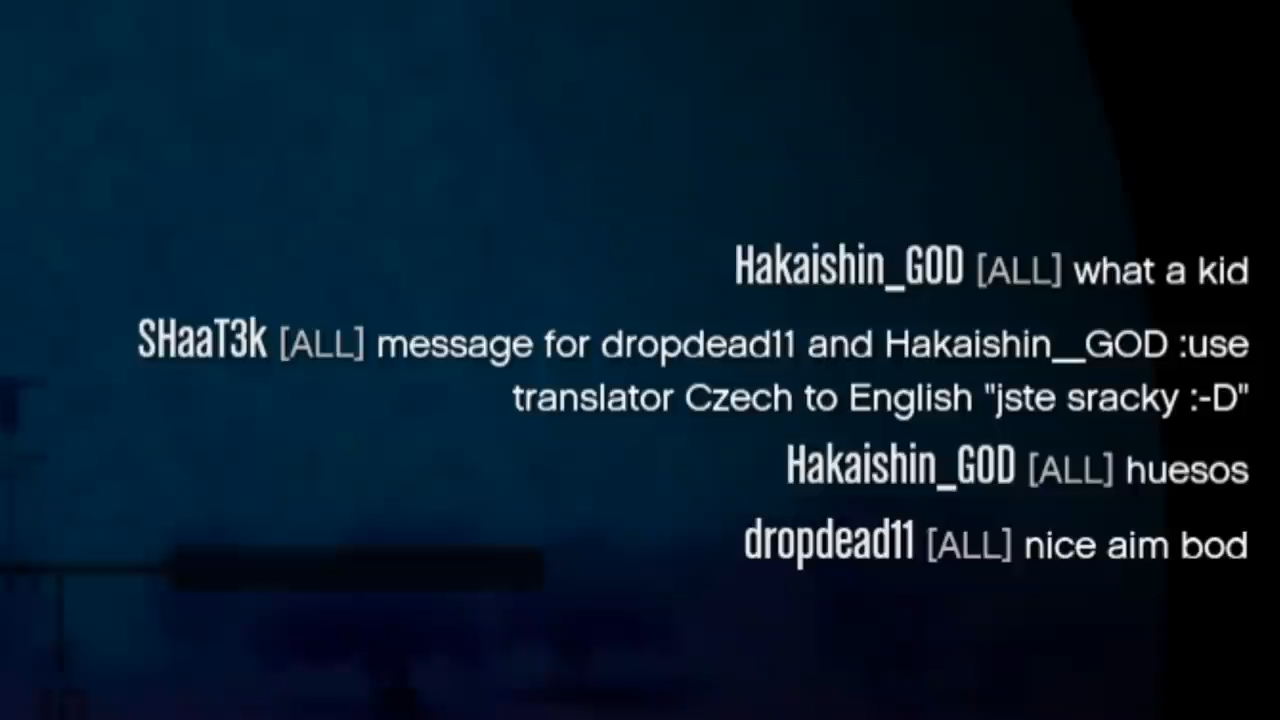 Hakaishin_GOD [ALL] what a kid
SHaaT3k [ALL] message for dropdead11 and Hakaishin__GOD :use
translator Czech to English "jste sracky :-D"
Hakaishin_GOD [ALL] huesos
dropdead11 [ALL] nice aim bod